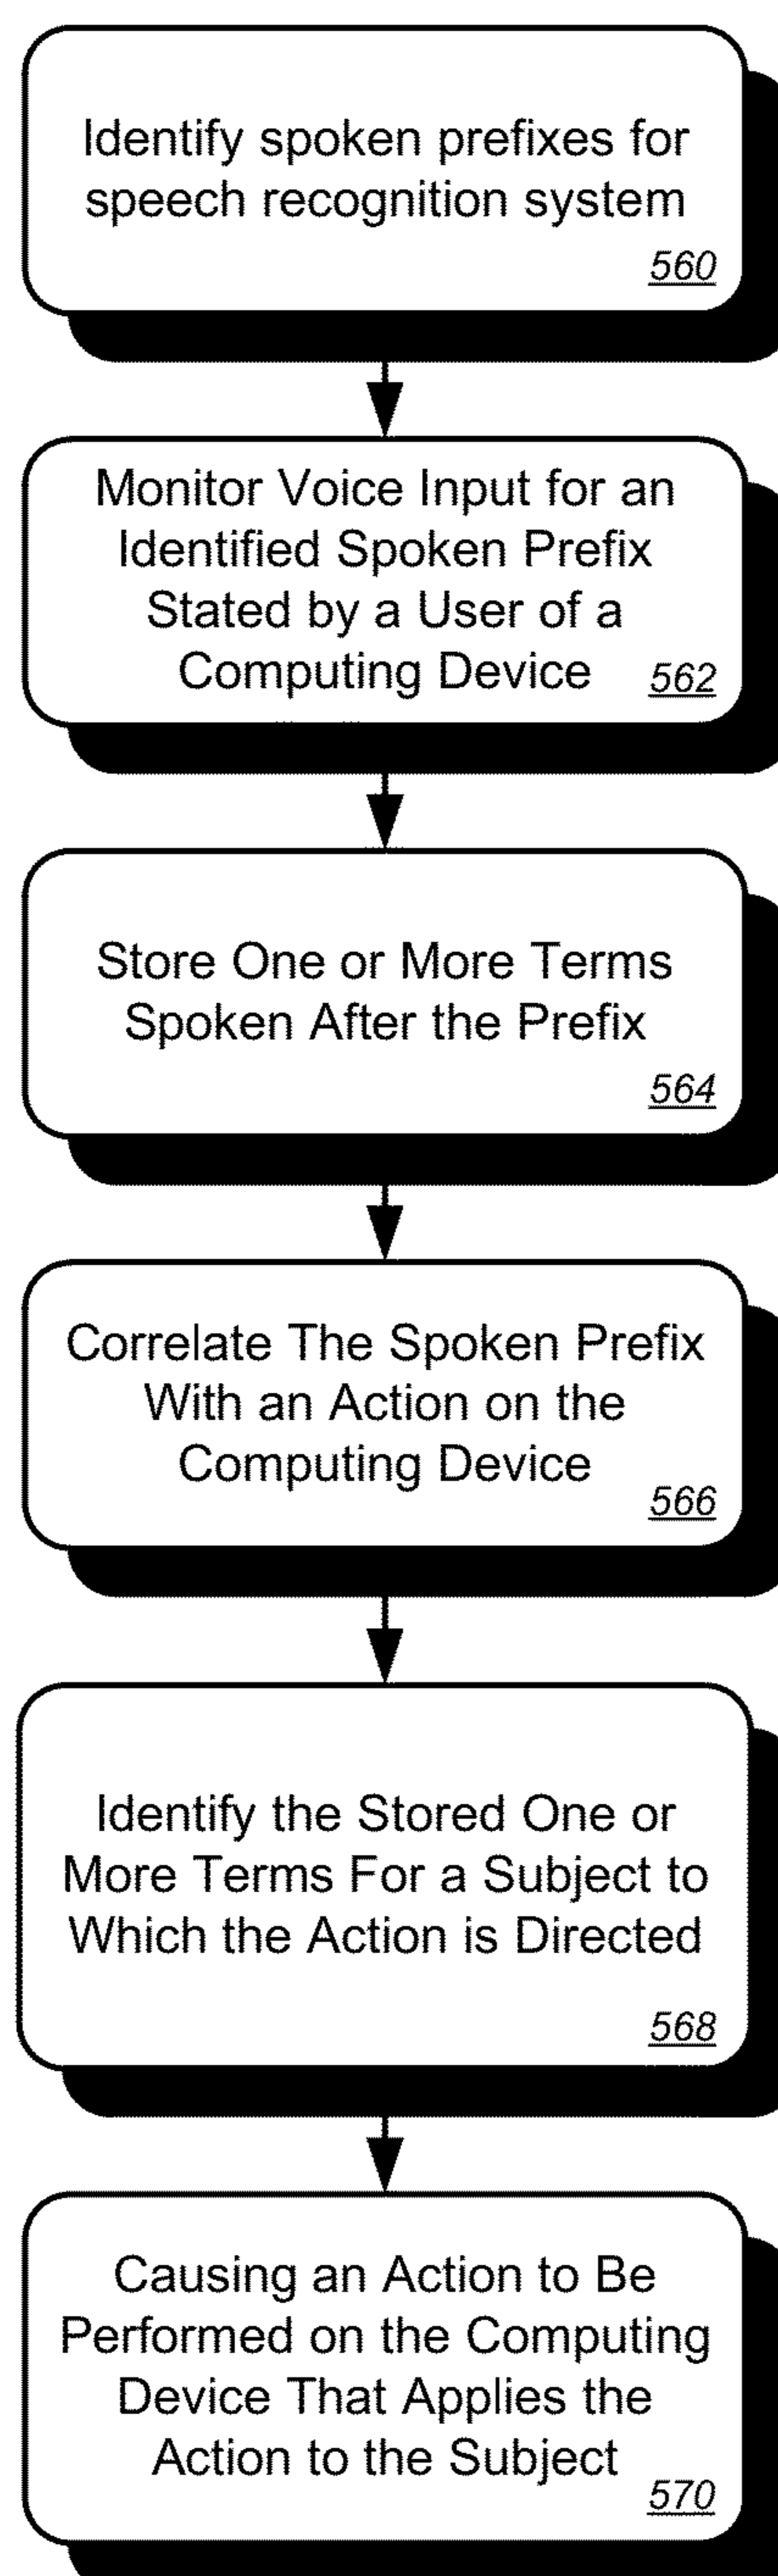 Identify spoken prefixes for
speech recognition system
560
Monitor Voice Input for an
Identified Spoken Prefix
Stated by a User of a
Computing Device
562
Store One or More Terms
Spoken After the Prefix
564
Correlate The Spoken Prefix
With an Action on the
Computing Device
566
Identify the Stored One or
More Terms For a Subject to
Which the Action is Directed
568
Causing an Action to Be
Performed on the Computing
Device That Applies the
Action to the Subject
570